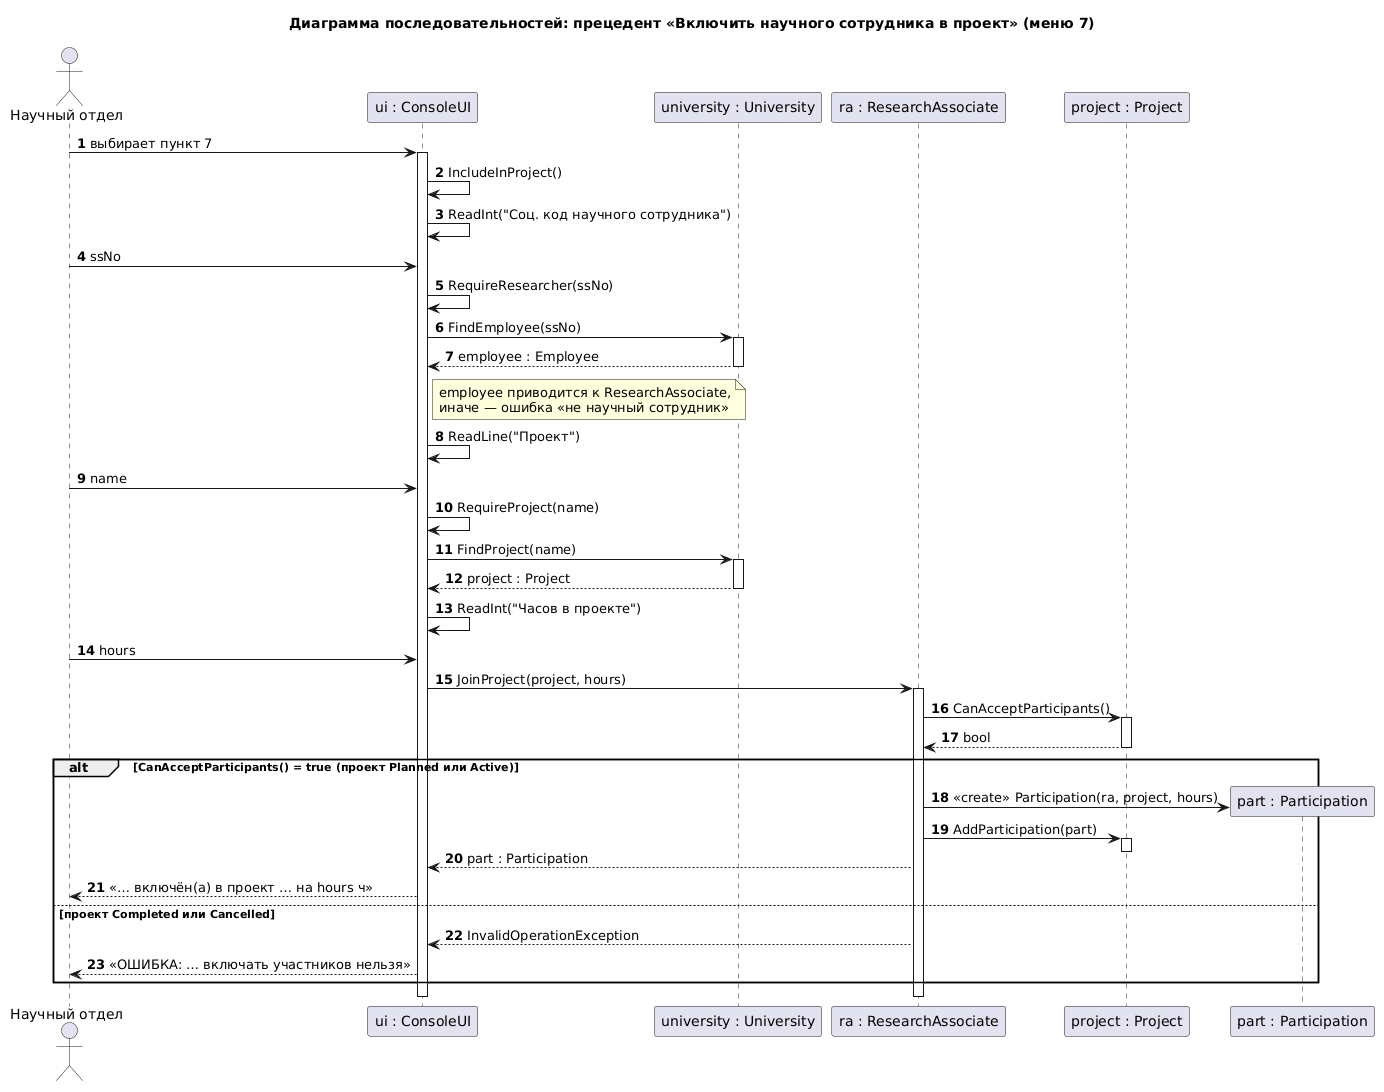 Диаграмма последовательностей: прецедент «Включить научного сотрудника в проект» (меню 7)
Научный отдел
ui : ConsoleUI
university : University
ra : ResearchAssociate
project : Project
1 выбирает пункт 7
2 IncludeInProject()
3 ReadInt("Соц. код научного сотрудника")
4 ssNo
5 RequireResearcher(ssNo)
6 FindEmployee(ssNo)
7 employee : Employee
employee приводится к ResearchAssociate,
иначе — ошибка «не научный сотрудник»
8 ReadLine("Проект")
9 name
10 RequireProject(name)
11 FindProject(name)
12 project : Project
13 ReadInt("Часов в проекте")
14 hours
15 JoinProject(project, hours)
16 CanAcceptParticipants()
17 bool
alt [CanAcceptParticipants() = true (проект Planned или Active)]
18 «create» Participation(ra, project, hours)
part : Participation
19 AddParticipation(part)
20 part : Participation
21 «... включён(а) в проект ... на hours ч»
[проект Completed или Cancelled]
22 InvalidOperationException
23 «ОШИБКА: ... включать участников нельзя»
Научный отдел
ui : ConsoleUI
university : University
ra : ResearchAssociate
project : Project
part : Participation